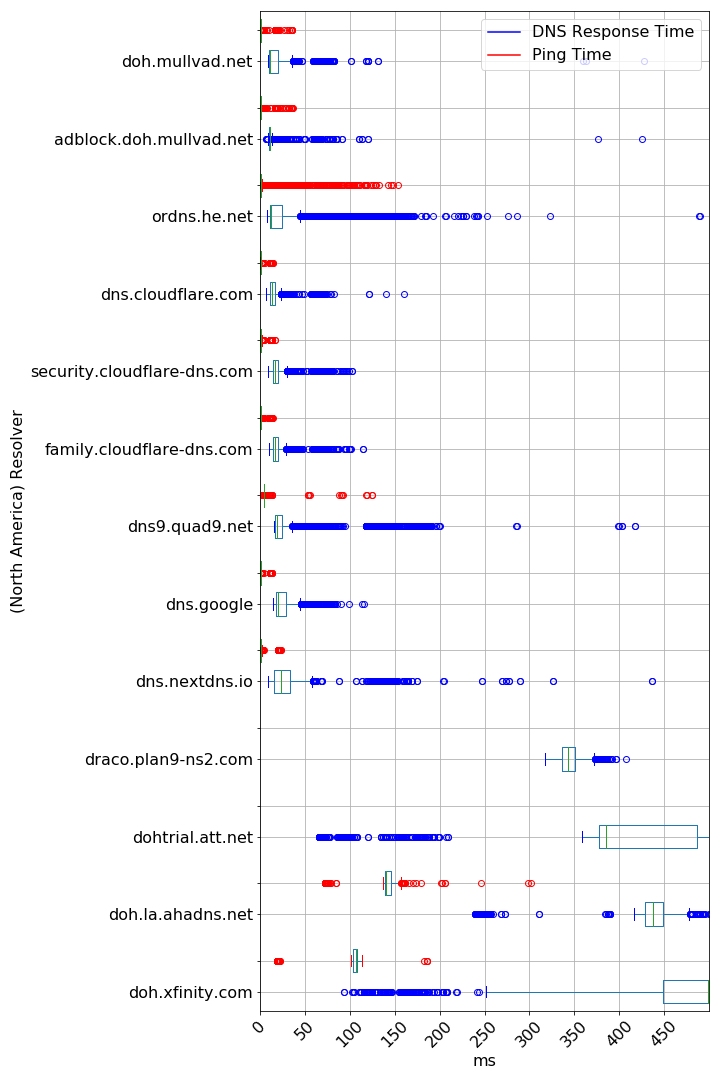 DNS Response Time
Ping Time
doh.mullvad.net
adblock.doh.mullvad.net
ordns.he.net
dns.cloudflare.com
security.cloudflare-dns.com
family.cloudflare-dns.com
dns9.quad9.net
dns.google
dns.nextdns.io
draco.plan9-ns2.com
dohtrial.att.net
doh.la.ahadns.net
doh.xfinity.com
(North America) Resolver
0 50 100 150 200 250 300 350 400 450
ms